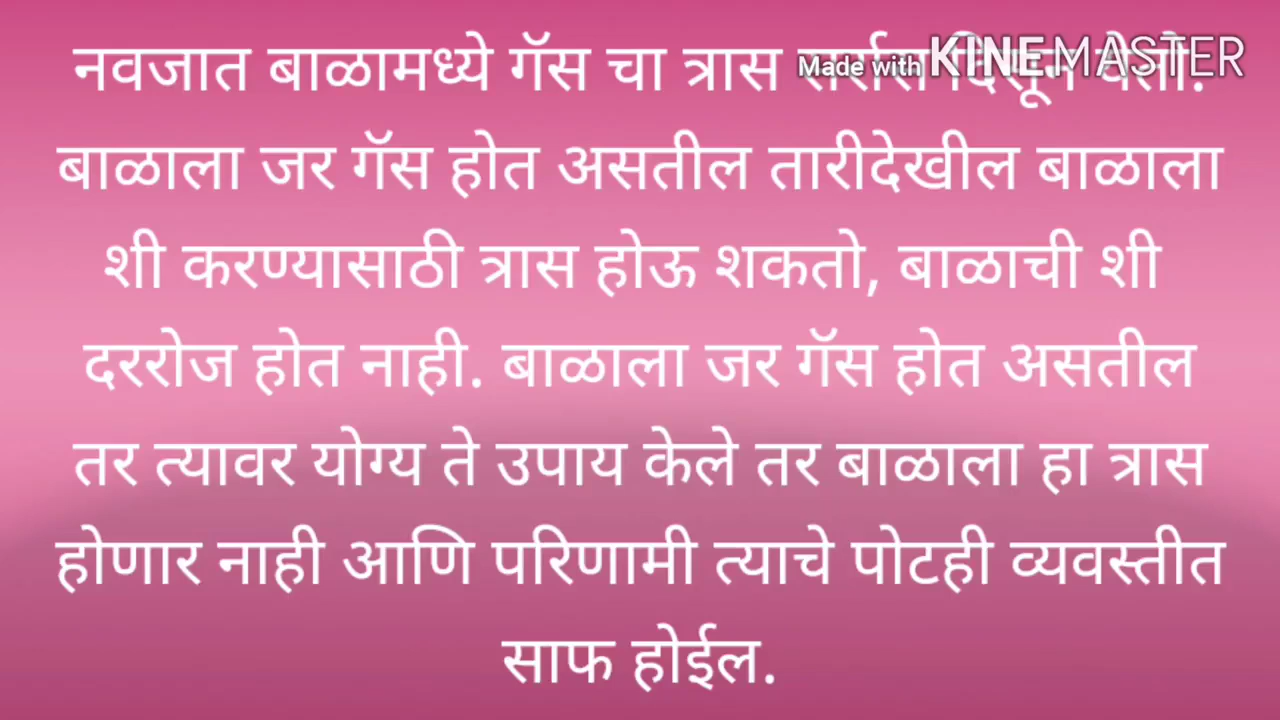 नवजात बाळामध्ये गॅस चा त्रास सर्रास दिसून येतो.
Made with KINEMASTER
बाळाला जर गॅस होत असतील तारीदेखील बाळाला
शी करण्यासाठी त्रास होऊ शकतो, बाळाची शी
दररोज होत नाही. बाळाला जर गॅस होत असतील
तर त्यावर योग्य ते उपाय केले तर बाळाला हा त्रास
होणार नाही आणि परिणामी त्याचे पोटही व्यवस्तीत
साफ होईल.